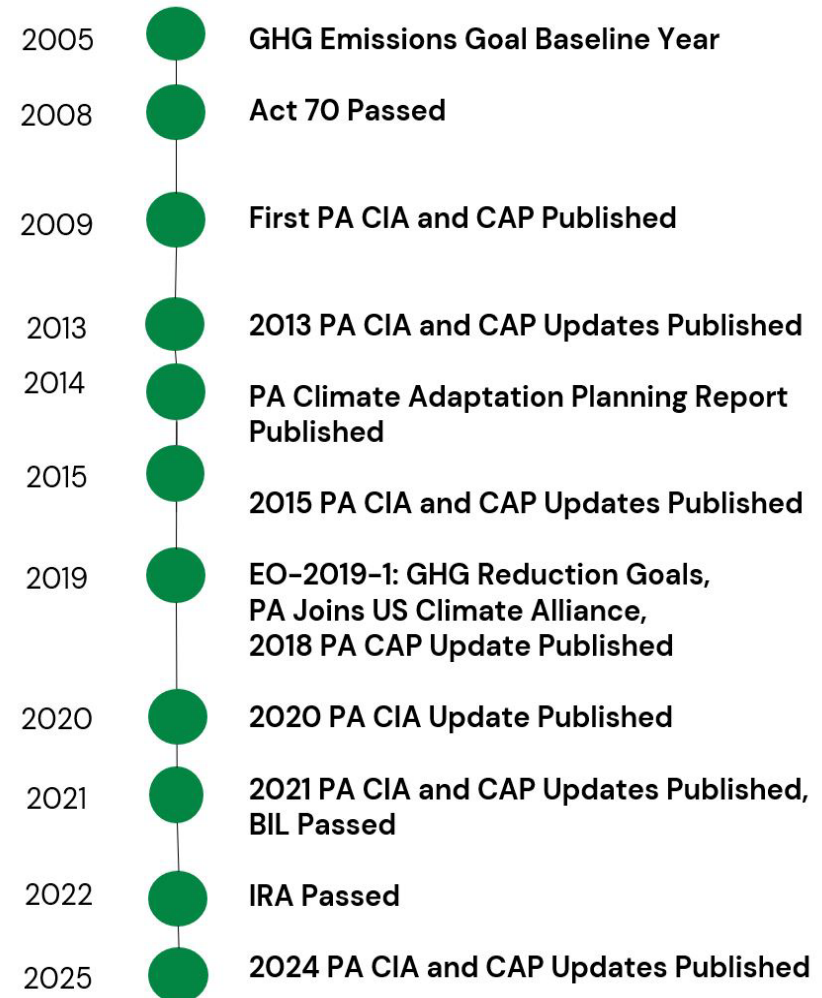 2005 GHG Emissions Goal Baseline Year
2008 Act 70 Passed
2009 First PA CIA and CAP Published
2013 2013 PA CIA and CAP Updates Published
2014 PA Climate Adaptation Planning Report
Published
2015 2015 PA CIA and CAP Updates Published
2019 EO-2019-1: GHG Reduction Goals,
PA Joins US Climate Alliance,
2018 PA CAP Update Published
2020 2020 PA CIA Update Published
2021 2021 PA CIA and CAP Updates Published,
BIL Passed
2022 IRA Passed
2025 2024 PA CIA and CAP Updates Published